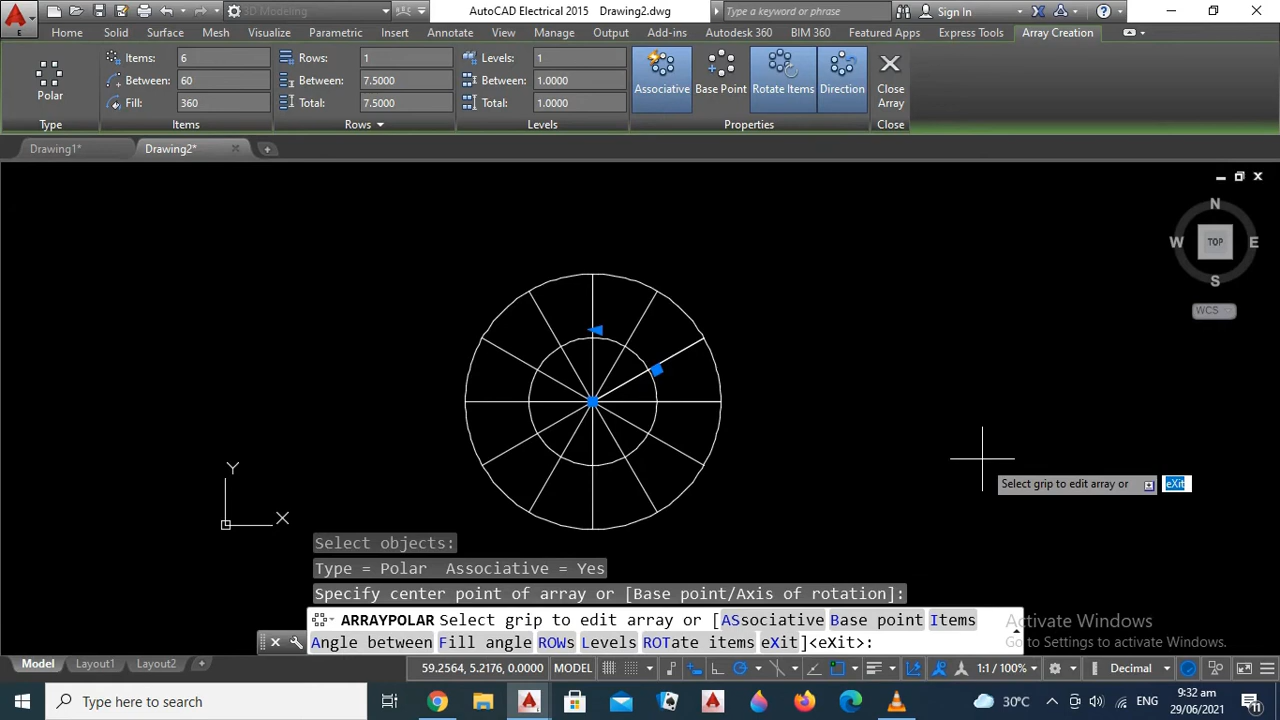 AutoCAD Electrical 2015 Drawing2.dwg
Type a keyword or phrase
Sign In
3D Modeling
E
Home Solid Surface Mesh Visualize Parametric Insert Annotate View Manage Output Add-ins Autodesk 360 BIM 360 Featured Apps Express Tools Array Creation
Items: 6 Rows: 1 Levels: 1
Between: 60 Between: 7.5000 Between: 1.0000
Fill: 360 Total: 7.5000 Total: 1.0000
Polar Associative Base Point Rotate Items Direction Close
Array
Type Items Rows Levels Properties Close
Drawing1* Drawing2*
N
W TOP E
S
WCS
Y
X
Select grip to edit array or eXit
Select objects:
Type = Polar Associative = Yes
Specify center point of array or [Base point/Axis of rotation]:
ARRAYPOLAR Select grip to edit array or [ASsociative Base point Items
Angle between Fill angle ROWs Levels ROTate items eXit]<eXit>:
Activate Windows
Go to Settings to activate Windows.
Model Layout1 Layout2
59.2564, 5.2176, 0.0000 MODEL 1:1 / 100% Decimal
Type here to search
30°C
ENG
9:32 am
29/06/2021
11